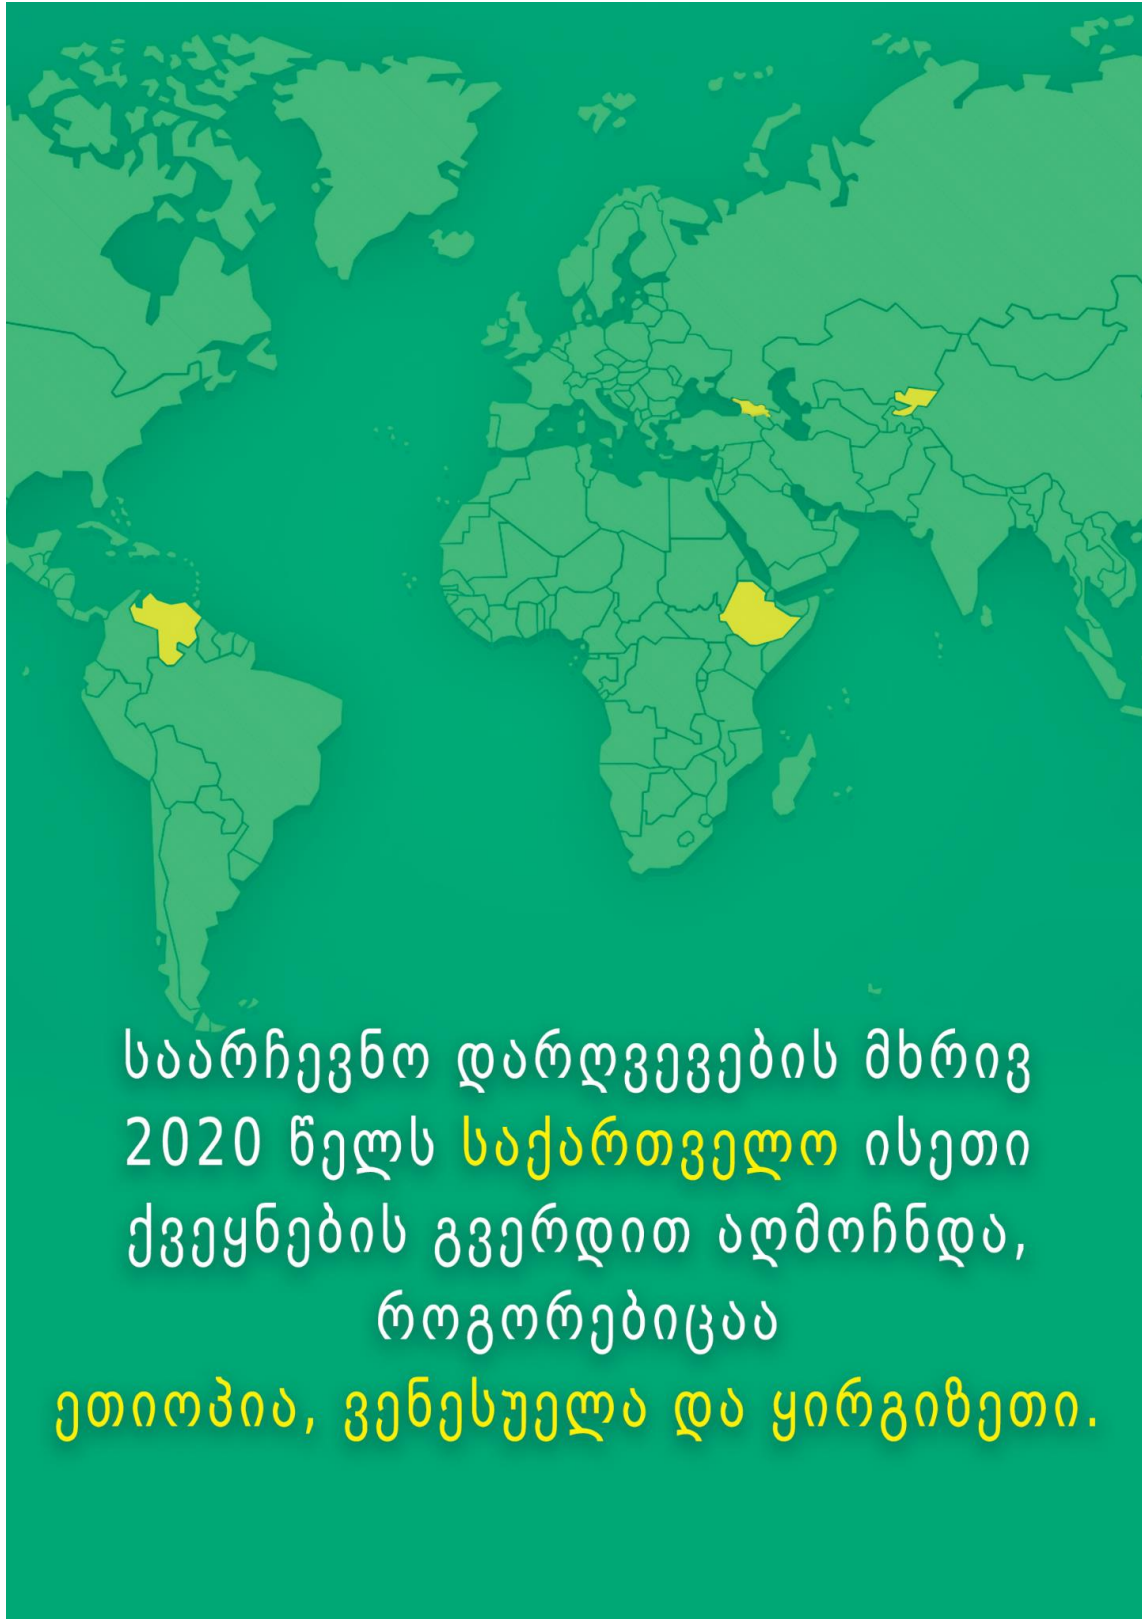 საარჩევნო დარღვევების მხრივ
2020 წელს საქართველო ისეთი
ქვეყნების გვერდით აღმოჩნდა,
როგორებიცაა
ეთიოპია, ვენესუელა და ყირგიზეთი.